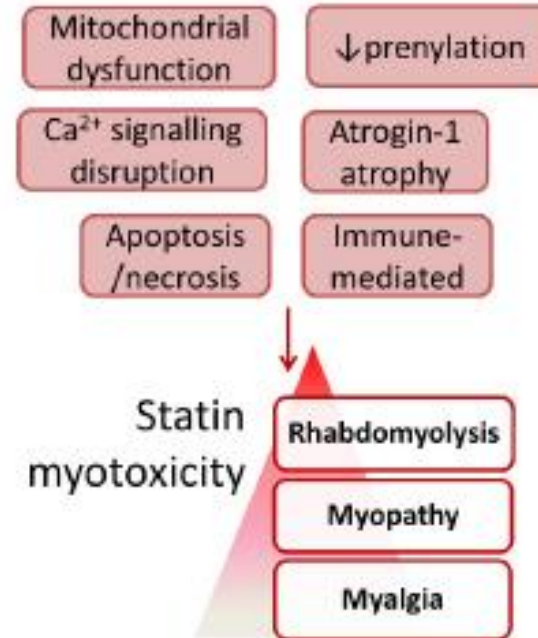 Mitochondrial
dysfunction
↓prenylation
Ca²⁺ signalling
disruption
Atrogin-1
atrophy
Apoptosis
/necrosis
Immune-
mediated
Statin
myotoxicity
Rhabdomyolysis
Myopathy
Myalgia